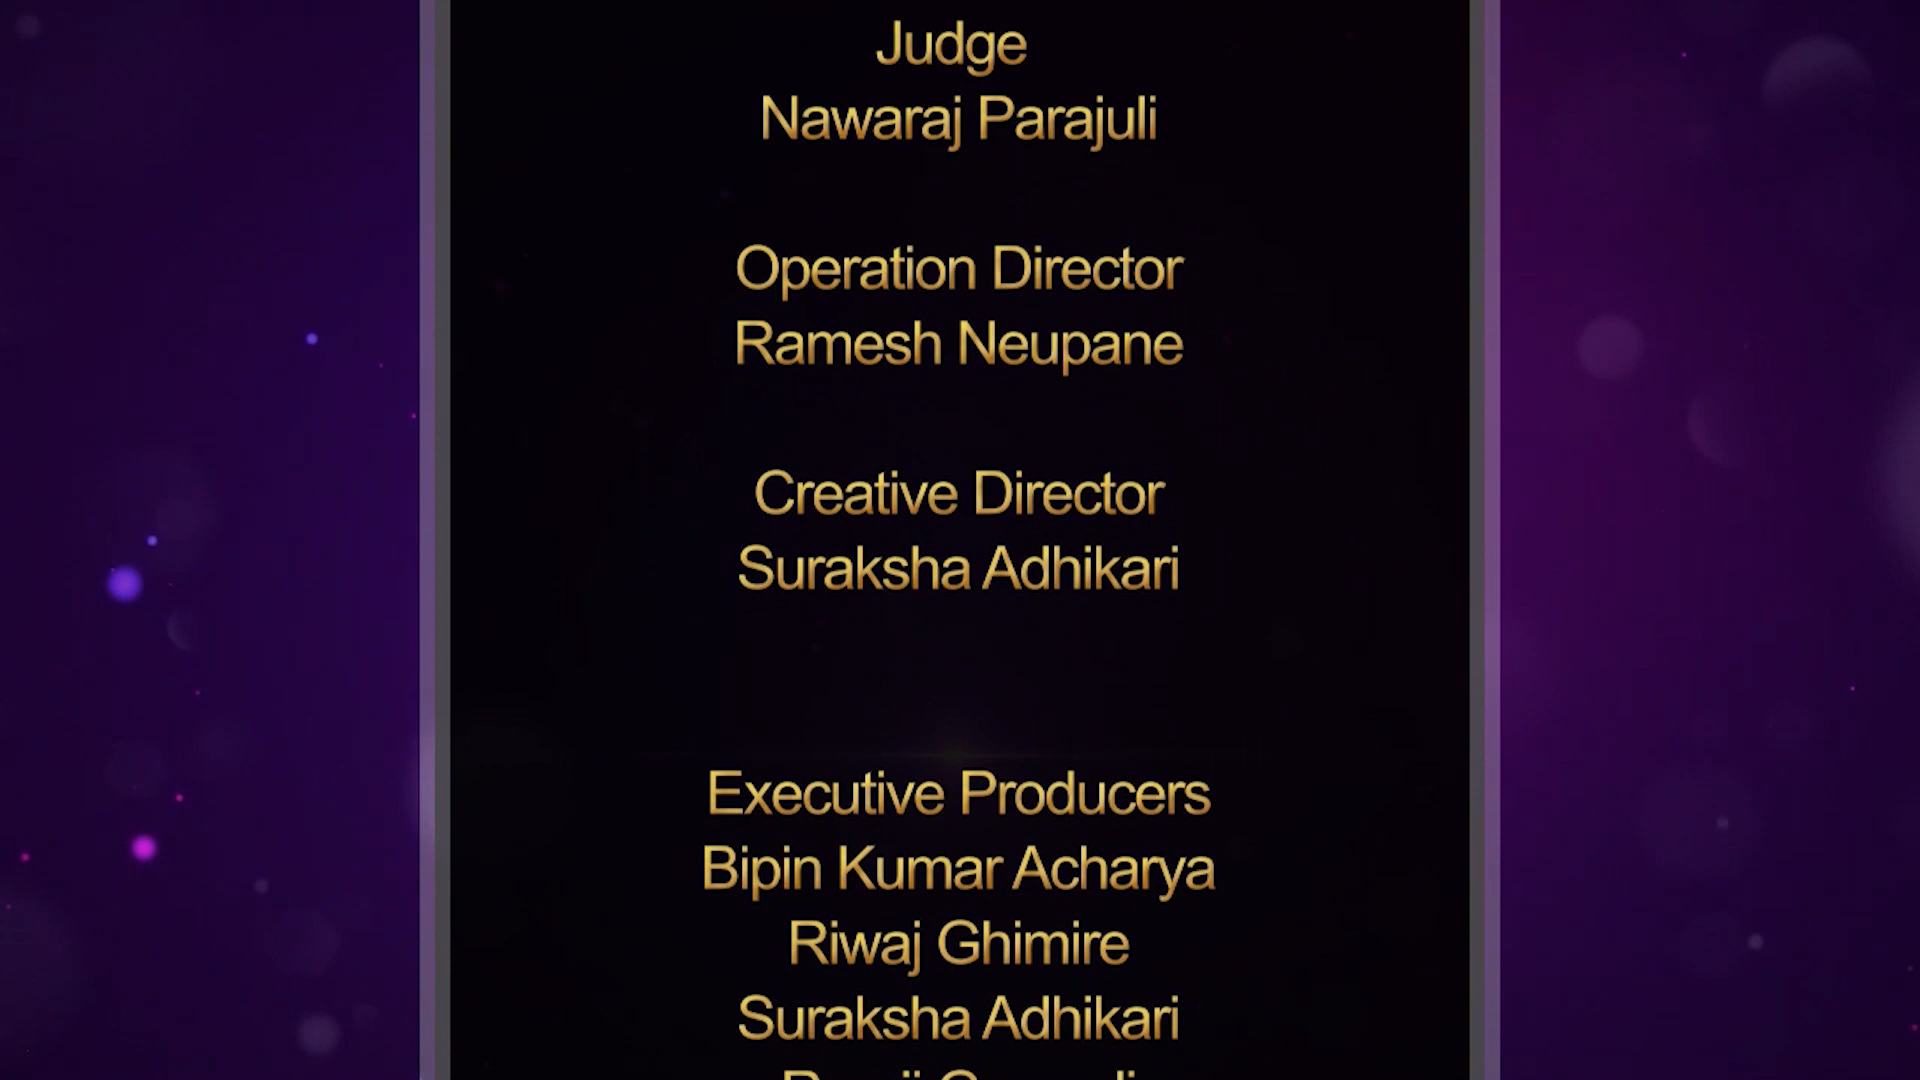 Judge
Nawaraj Parajuli
Operation Director
Ramesh Neupane
Creative Director
Suraksha Adhikari
Executive Producers
Bipin Kumar Acharya
Riwaj Ghimire
Suraksha Adhikari